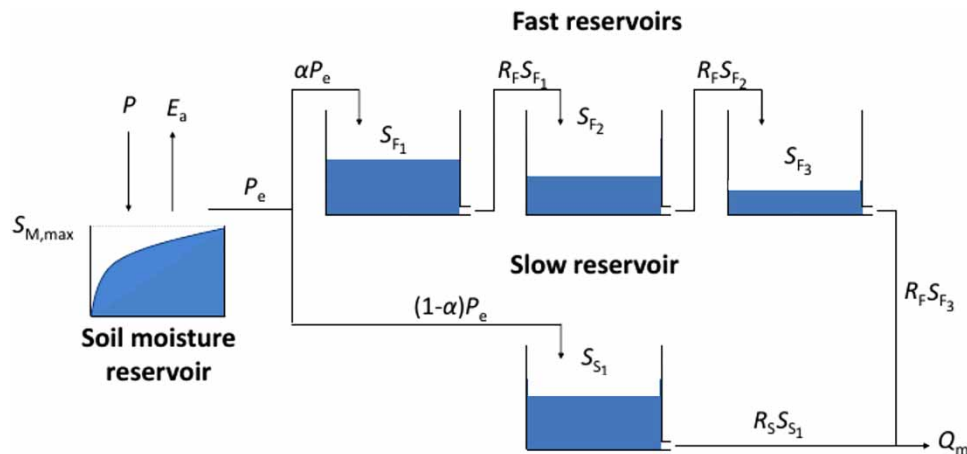 Fast reservoirs
αPe
RFSF1
RFSF2
P
Ea
SF1
SF2
SF3
Pe
SM,max
Slow reservoir
Soil moisture
reservoir
(1-α)Pe
RFSF3
SS1
RSSS1
Qm